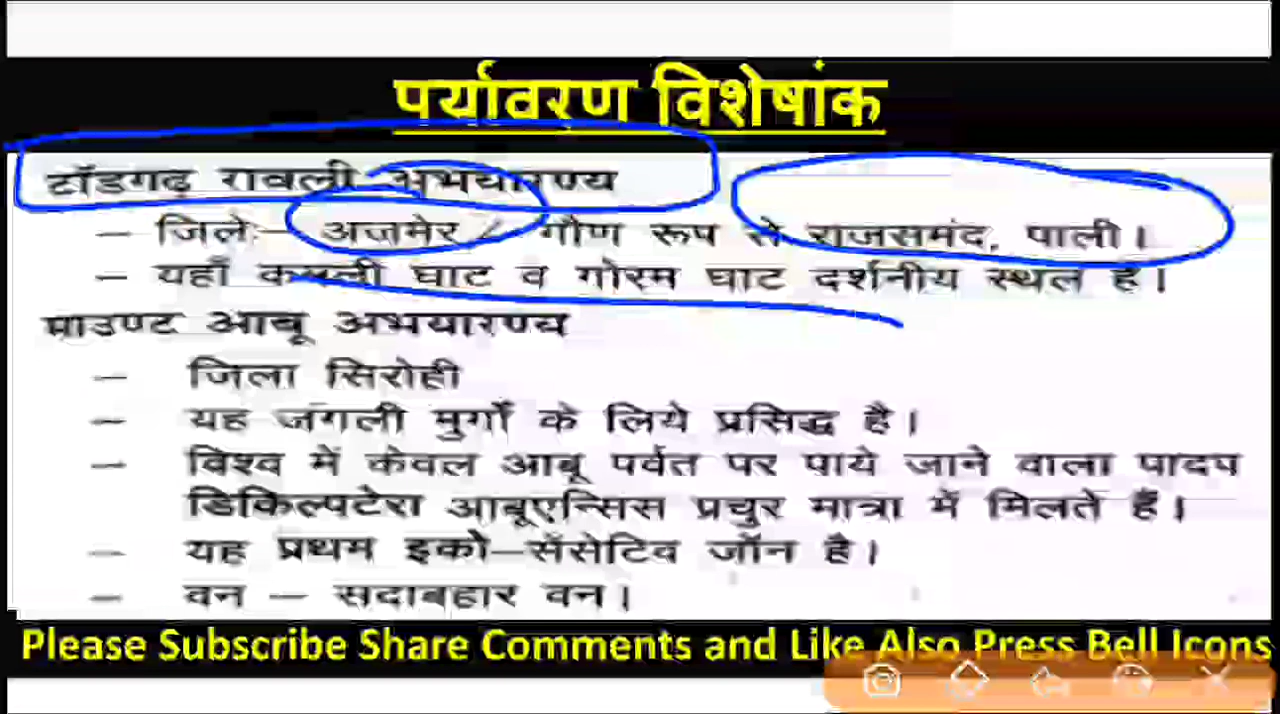 पर्यावरण विशेषांक
टॉडगढ़ रावली अभयारण्य
– जिले:– अजमेर / गौण रूप से राजसमंद, पाली।
– यहाँ कमली घाट व गोरम घाट दर्शनीय स्थल है।
माउण्ट आबू अभयारण्य
– जिला सिरोही
– यह जंगली मुर्गों के लिये प्रसिद्ध है।
– विश्व में केवल आबू पर्वत पर पाये जाने वाला पादप
डिकिल्पटेरा आबूएन्सिस प्रचुर मात्रा में मिलते हैं।
– यह प्रथम इको–सेंसेटिव जॉन है।
– वन – सदाबहार वन।
Please Subscribe Share Comments and Like Also Press Bell Icons